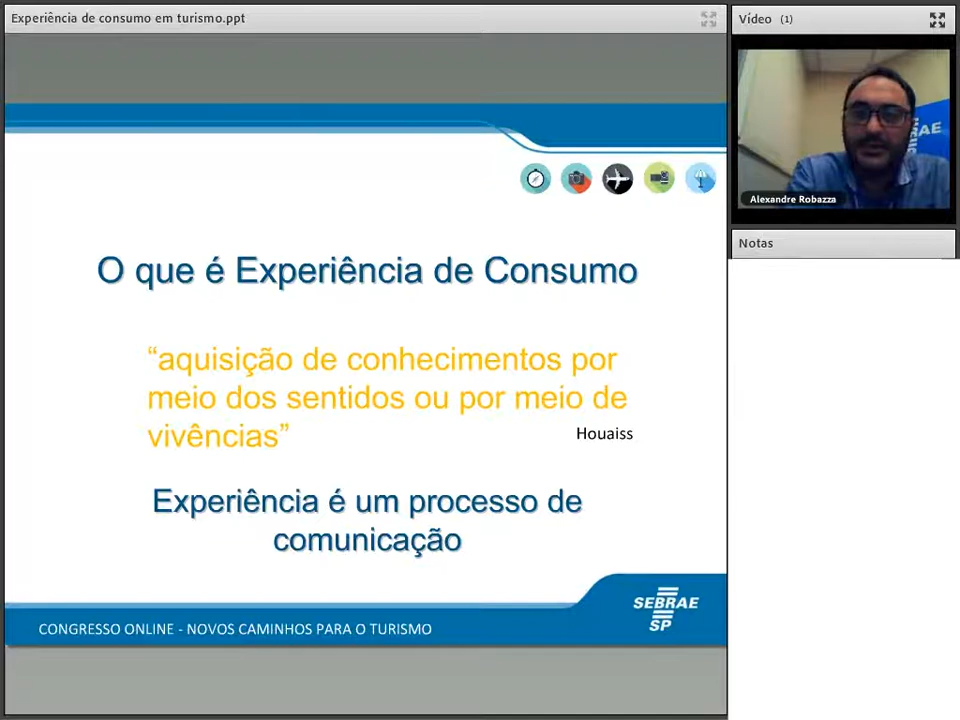 Experiência de consumo em turismo.ppt
Vídeo (1)
EAE
Alexandre Robazza
Notas
O que é Experiência de Consumo
“aquisição de conhecimentos por
meio dos sentidos ou por meio de
vivências”
Houaiss
Experiência é um processo de
comunicação
SEBRAE
SP
CONGRESSO ONLINE - NOVOS CAMINHOS PARA O TURISMO